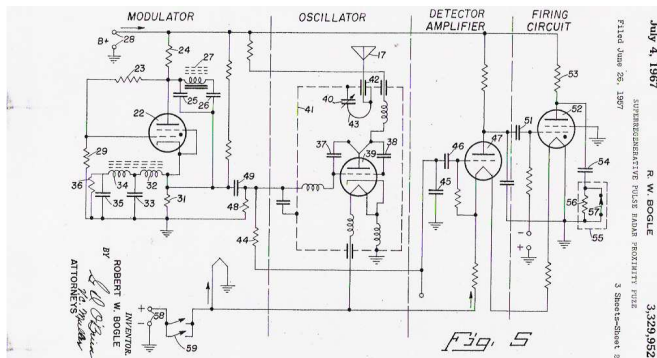 July 4, 1967
R. W. BOGLE
3,329,952
SUPERREGENERATIVE PULSE RADAR PROXIMITY FUZE
Filed June 26, 1957
3 Sheets-Sheet 2
MODULATOR
OSCILLATOR
DETECTOR
AMPLIFIER
FIRING
CIRCUIT
B+
28
24
27
23
25
26
22
29
36
34
32
35
33
31
49
48
44
17
42
40
43
41
37
38
39
46
45
47
51
53
52
54
56
57
55
- +
+
-
58
59
INVENTOR.
ROBERT W. BOGLE
BY
ATTORNEYS
Fig. 5